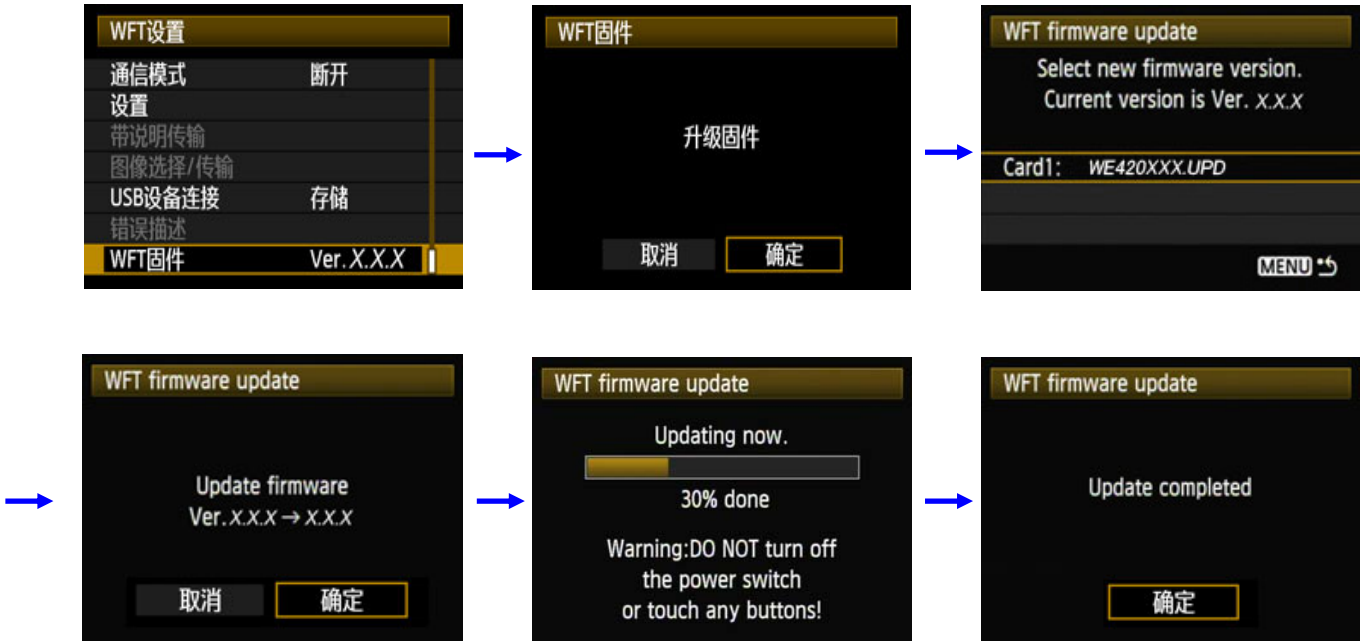 WFT设置
通信模式 断开
设置
带说明传输
图像选择/传输
USB设备连接 存储
错误描述
WFT固件 Ver.X.X.X
WFT固件
升级固件
取消 确定
WFT firmware update
Select new firmware version.
Current version is Ver. X.X.X
Card1: WE420XXX.UPD
MENU
WFT firmware update
Update firmware
Ver.X.X.X→X.X.X
取消 确定
WFT firmware update
Updating now.
30% done
Warning:DO NOT turn off
the power switch
or touch any buttons!
WFT firmware update
Update completed
确定